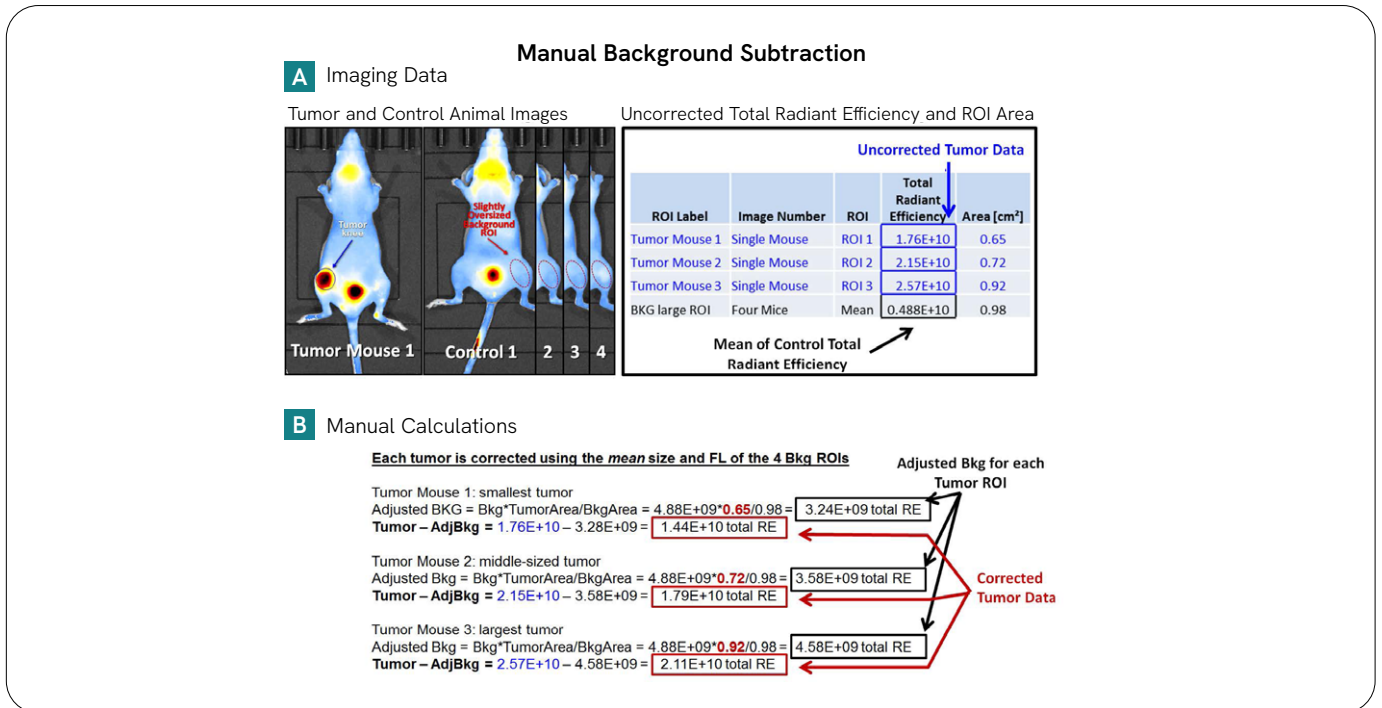 Manual Background Subtraction
A Imaging Data
Tumor and Control Animal Images
Uncorrected Total Radiant Efficiency and ROI Area
Tumor
Slightly
Oversized
Background
ROI
Tumor Mouse 1
Control 1
2
3
4
Uncorrected Tumor Data
ROI Label Image Number ROI Total Radiant Efficiency Area [cm²]
Tumor Mouse 1 Single Mouse ROI 1 1.76E+10 0.65
Tumor Mouse 2 Single Mouse ROI 2 2.15E+10 0.72
Tumor Mouse 3 Single Mouse ROI 3 2.57E+10 0.92
BKG large ROI Four Mice Mean 0.488E+10 0.98
Mean of Control Total
Radiant Efficiency
B Manual Calculations
Each tumor is corrected using the mean size and FL of the 4 Bkg ROIs
Adjusted Bkg for each
Tumor ROI
Tumor Mouse 1: smallest tumor
Adjusted BKG = Bkg*TumorArea/BkgArea = 4.88E+09*0.65/0.98 = 3.24E+09 total RE
Tumor – AdjBkg = 1.76E+10 – 3.28E+09 = 1.44E+10 total RE
Tumor Mouse 2: middle-sized tumor
Adjusted Bkg = Bkg*TumorArea/BkgArea = 4.88E+09*0.72/0.98 = 3.58E+09 total RE
Tumor – AdjBkg = 2.15E+10 – 3.58E+09 = 1.79E+10 total RE
Corrected
Tumor Data
Tumor Mouse 3: largest tumor
Adjusted Bkg = Bkg*TumorArea/BkgArea = 4.88E+09*0.92/0.98 = 4.58E+09 total RE
Tumor – AdjBkg = 2.57E+10 – 4.58E+09 = 2.11E+10 total RE